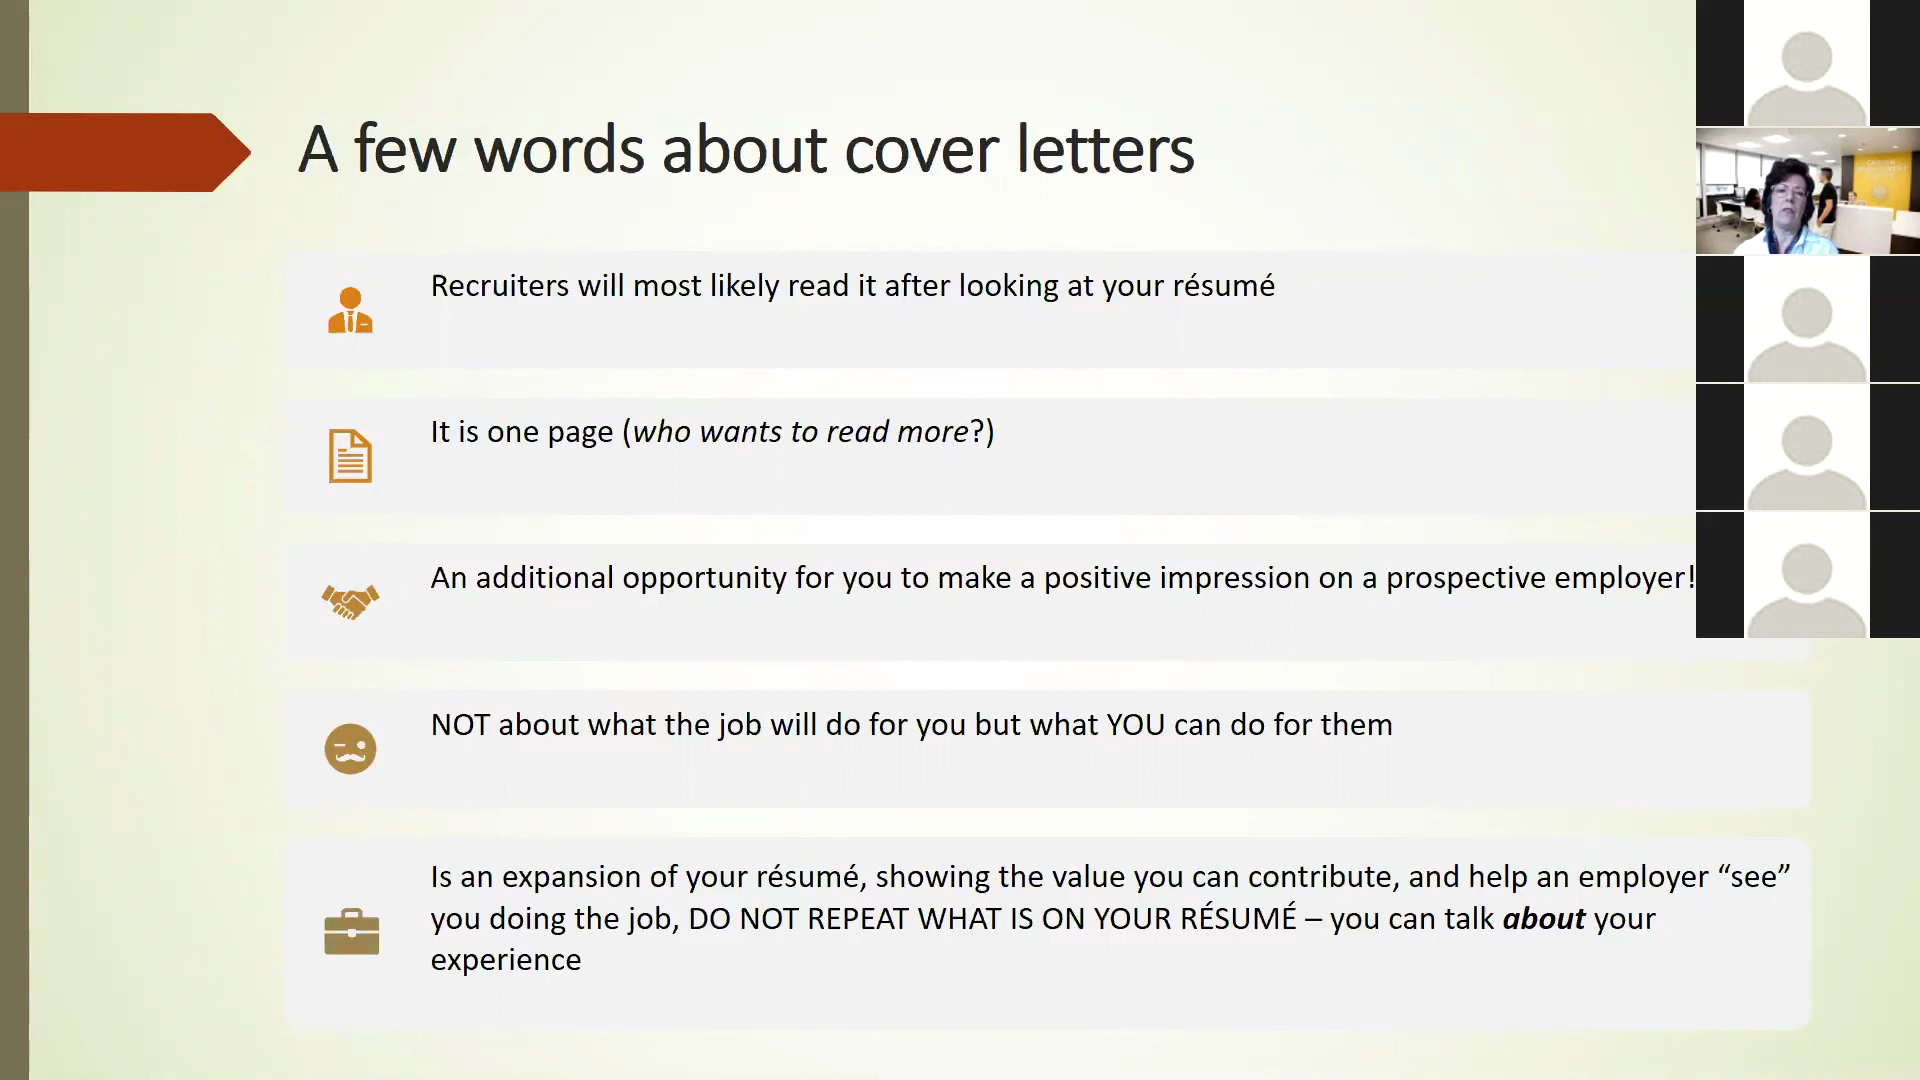 A few words about cover letters
Recruiters will most likely read it after looking at your résumé
It is one page (who wants to read more?)
An additional opportunity for you to make a positive impression on a prospective employer!
NOT about what the job will do for you but what YOU can do for them
Is an expansion of your résumé, showing the value you can contribute, and help an employer “see”
you doing the job, DO NOT REPEAT WHAT IS ON YOUR RÉSUMÉ – you can talk about your
experience